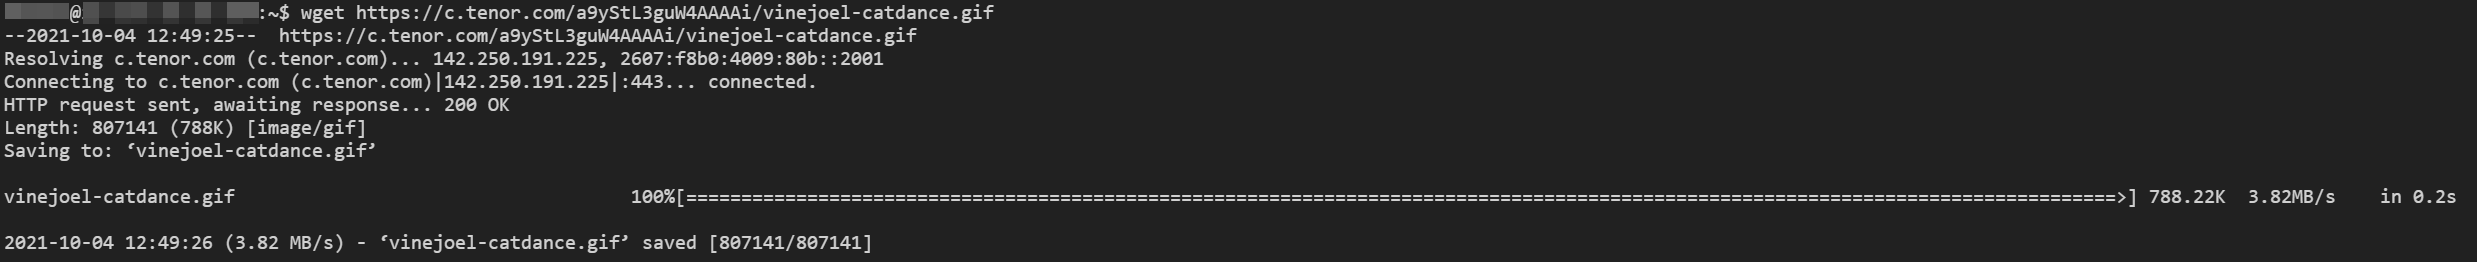 @:~$ wget https://c.tenor.com/a9yStL3guW4AAAAi/vinejoel-catdance.gif
--2021-10-04 12:49:25--  https://c.tenor.com/a9yStL3guW4AAAAi/vinejoel-catdance.gif
Resolving c.tenor.com (c.tenor.com)... 142.250.191.225, 2607:f8b0:4009:80b::2001
Connecting to c.tenor.com (c.tenor.com)|142.250.191.225|:443... connected.
HTTP request sent, awaiting response... 200 OK
Length: 807141 (788K) [image/gif]
Saving to: ‘vinejoel-catdance.gif’
vinejoel-catdance.gif 100%[==================================================================================================================================>] 788.22K 3.82MB/s in 0.2s
2021-10-04 12:49:26 (3.82 MB/s) - ‘vinejoel-catdance.gif’ saved [807141/807141]